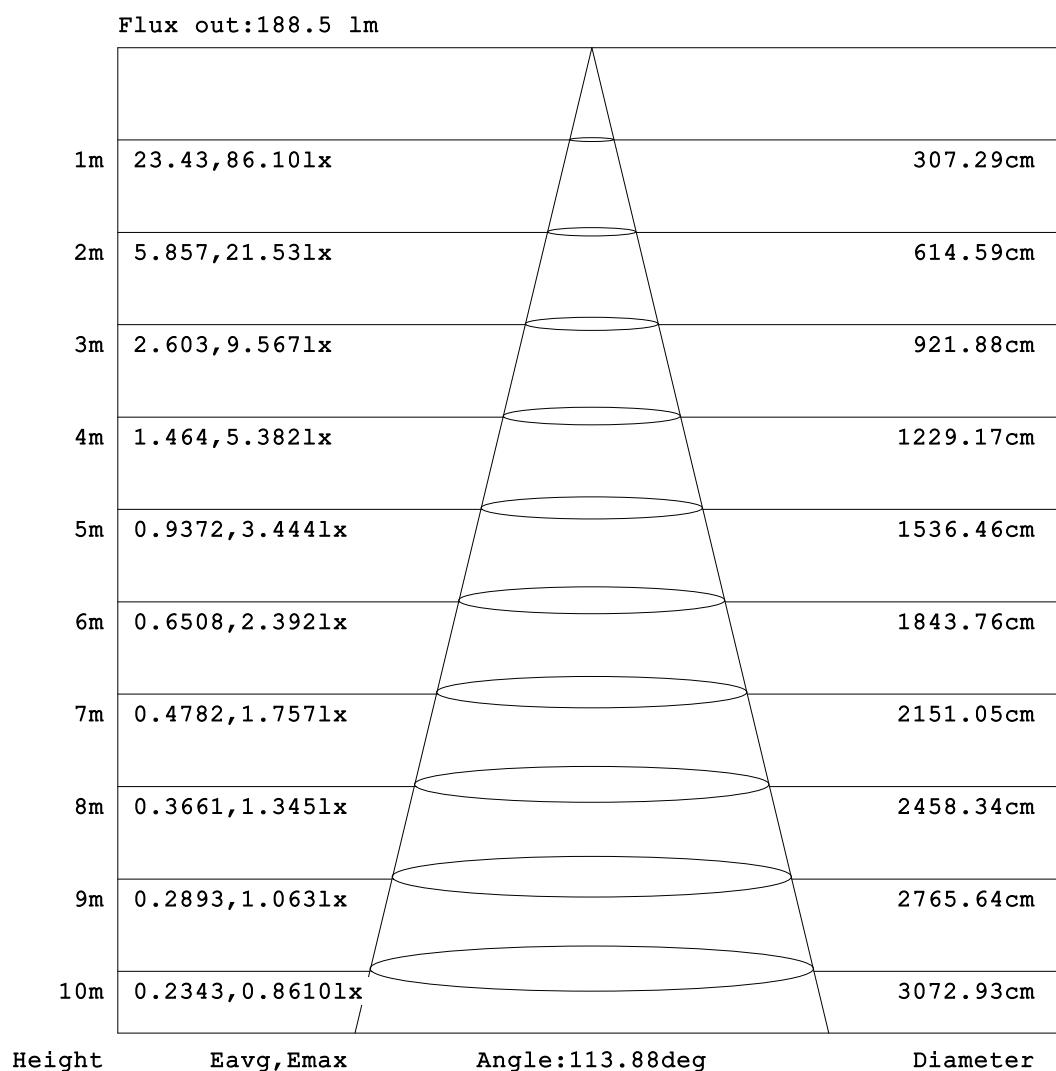 Flux out:188.5 lm
1m 23.43,86.10lx 307.29cm
2m 5.857,21.53lx 614.59cm
3m 2.603,9.567lx 921.88cm
4m 1.464,5.382lx 1229.17cm
5m 0.9372,3.444lx 1536.46cm
6m 0.6508,2.392lx 1843.76cm
7m 0.4782,1.757lx 2151.05cm
8m 0.3661,1.345lx 2458.34cm
9m 0.2893,1.063lx 2765.64cm
10m 0.2343,0.8610lx 3072.93cm
Height Eavg,Emax Angle:113.88deg Diameter